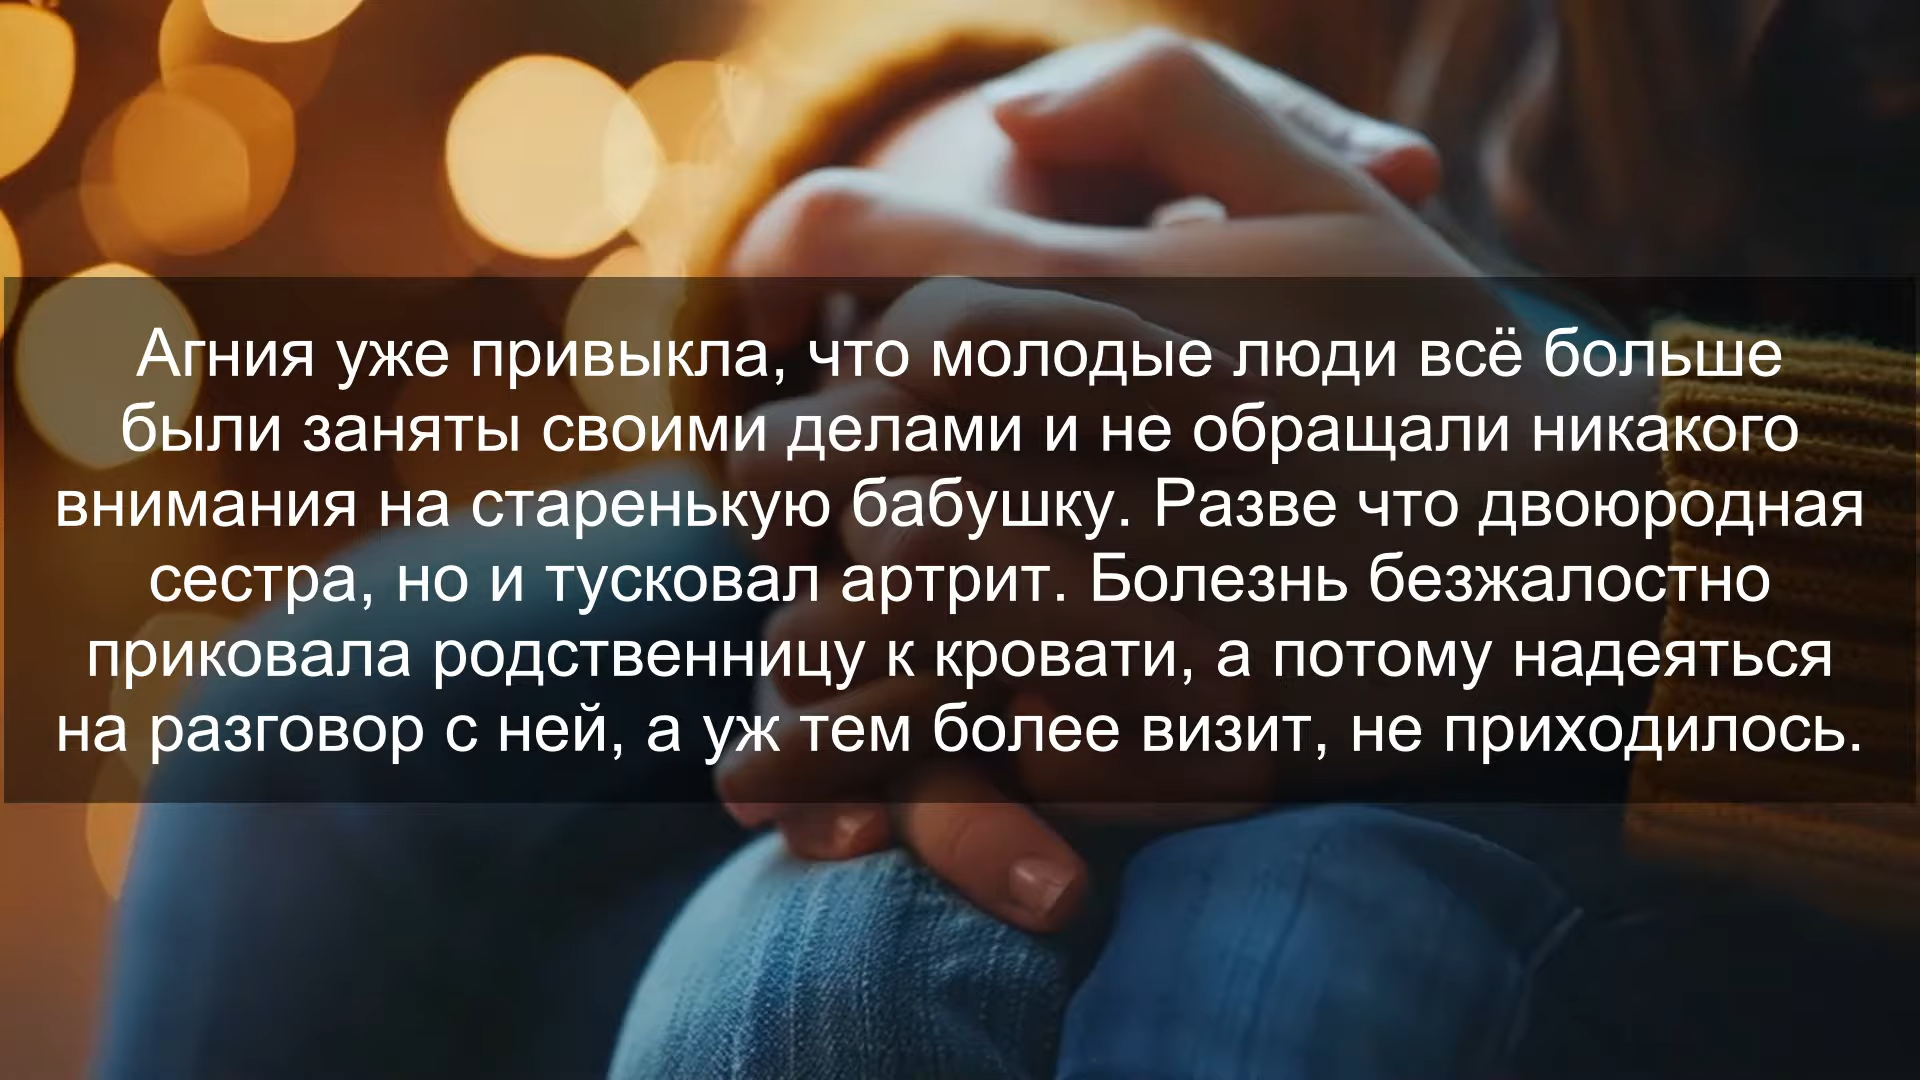 Агния уже привыкла, что молодые люди всё больше
были заняты своими делами и не обращали никакого
внимания на старенькую бабушку. Разве что двоюродная
сестра, но и тусковал артрит. Болезнь безжалостно
приковала родственницу к кровати, а потому надеяться
на разговор с ней, а уж тем более визит, не приходилось.